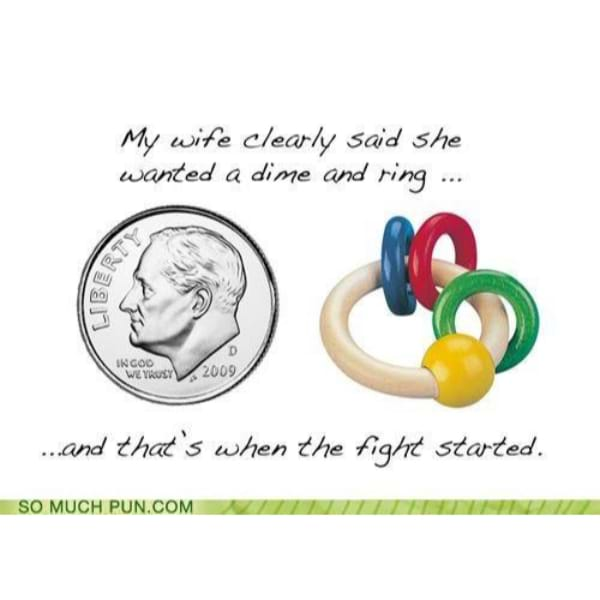 My wife clearly said she
wanted a dime and ring ...
LIBERTY
IN GOD
WE TRUST
D
2009
...and that's when the fight started.
SO MUCH PUN.COM